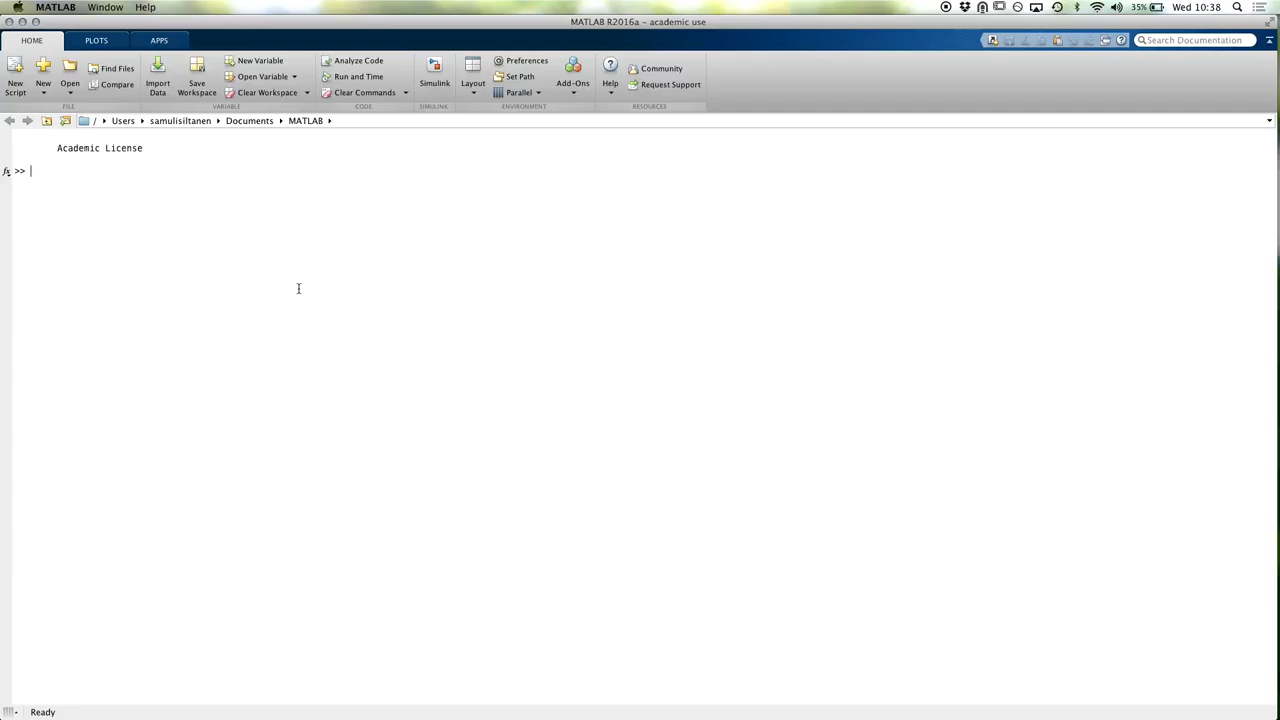 MATLAB Window Help 35% Wed 10:38
MATLAB R2016a - academic use
HOME PLOTS APPS Search Documentation
New Script
New
Open
Find Files
Compare
FILE
Import Data
Save Workspace
New Variable
Open Variable
Clear Workspace
VARIABLE
Analyze Code
Run and Time
Clear Commands
CODE
Simulink
SIMULINK
Layout
Preferences
Set Path
Parallel
ENVIRONMENT
Add-Ons
Help
Community
Request Support
RESOURCES
/ Users samulisiltanen Documents MATLAB
Academic License
fx >>
Ready